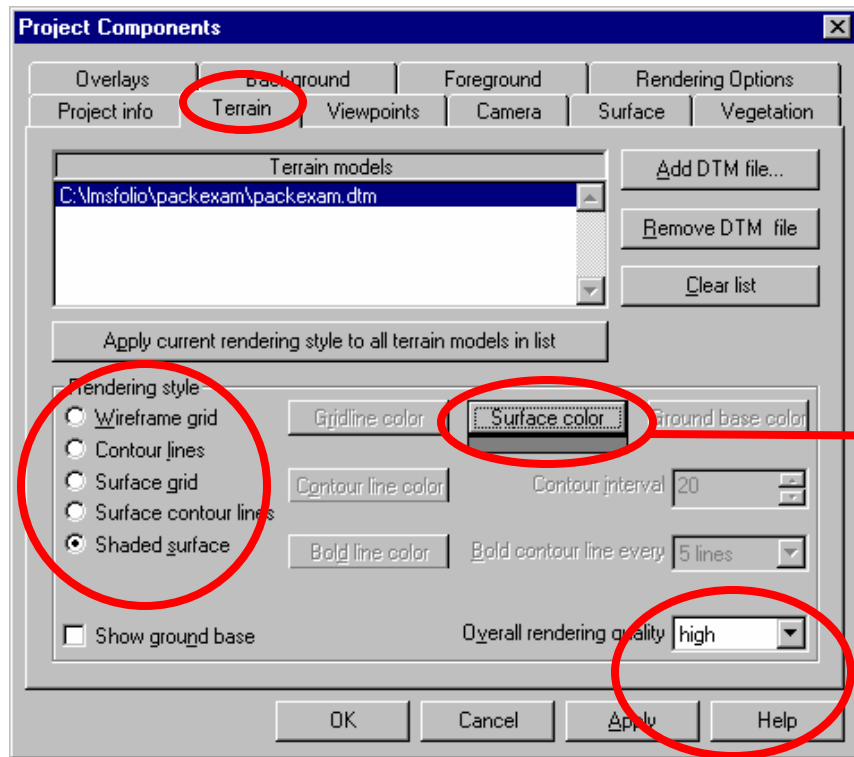 Project Components
Overlays Background Foreground Rendering Options
Project info Terrain Viewpoints Camera Surface Vegetation
Terrain models
C:\lmsfolio\packexam\packexam.dtm
Add DTM file...
Remove DTM file
Clear list
Apply current rendering style to all terrain models in list
Rendering style
Wireframe grid
Gridline color
Surface color
Ground base color
Contour lines
Surface grid
Contour line color
Contour interval 20
Surface contour lines
Shaded surface
Bold line color
Bold contour line every 5 lines
Show ground base
Overall rendering quality high
OK Cancel Apply Help